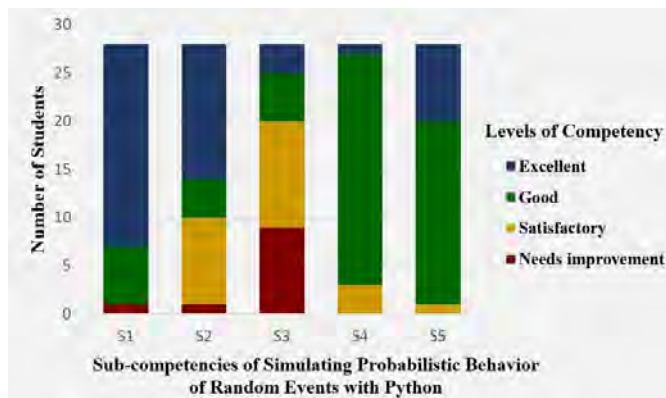 30
25
20
15
10
5
0
Number of Students
S1 S2 S3 S4 S5
Sub-competencies of Simulating Probabilistic Behavior
of Random Events with Python
Levels of Competency
Excellent
Good
Satisfactory
Needs improvement